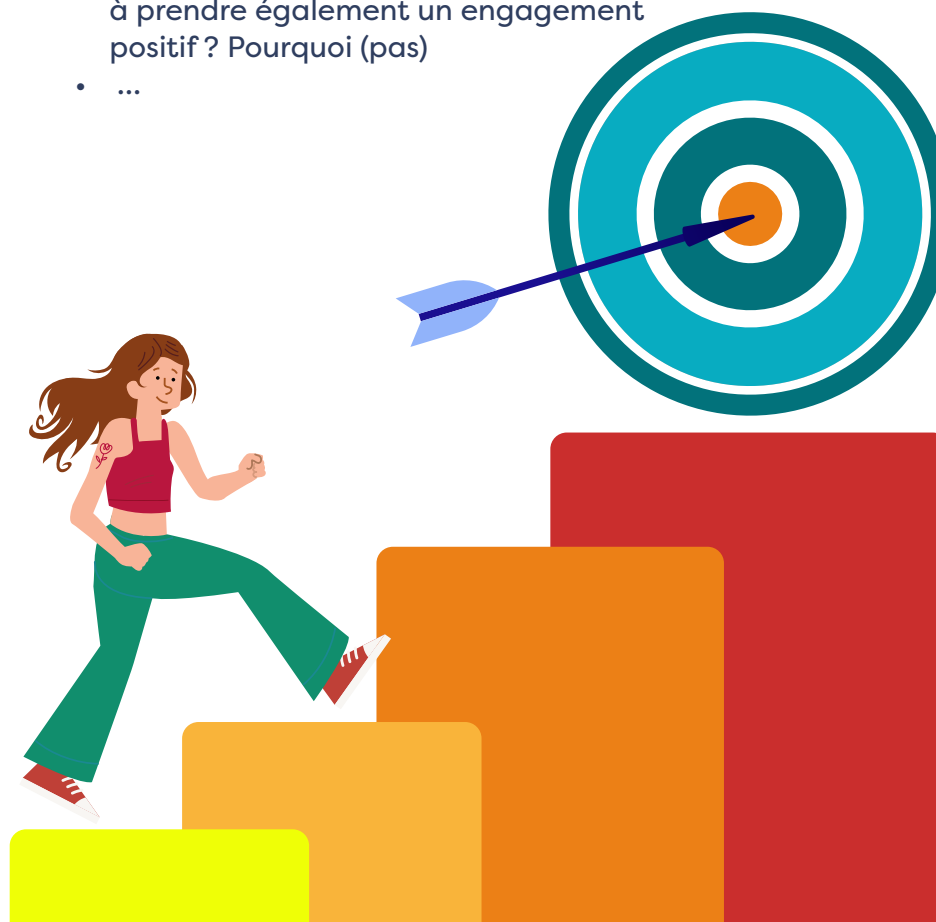 à prendre également un engagement
positif ? Pourquoi (pas)
• ...